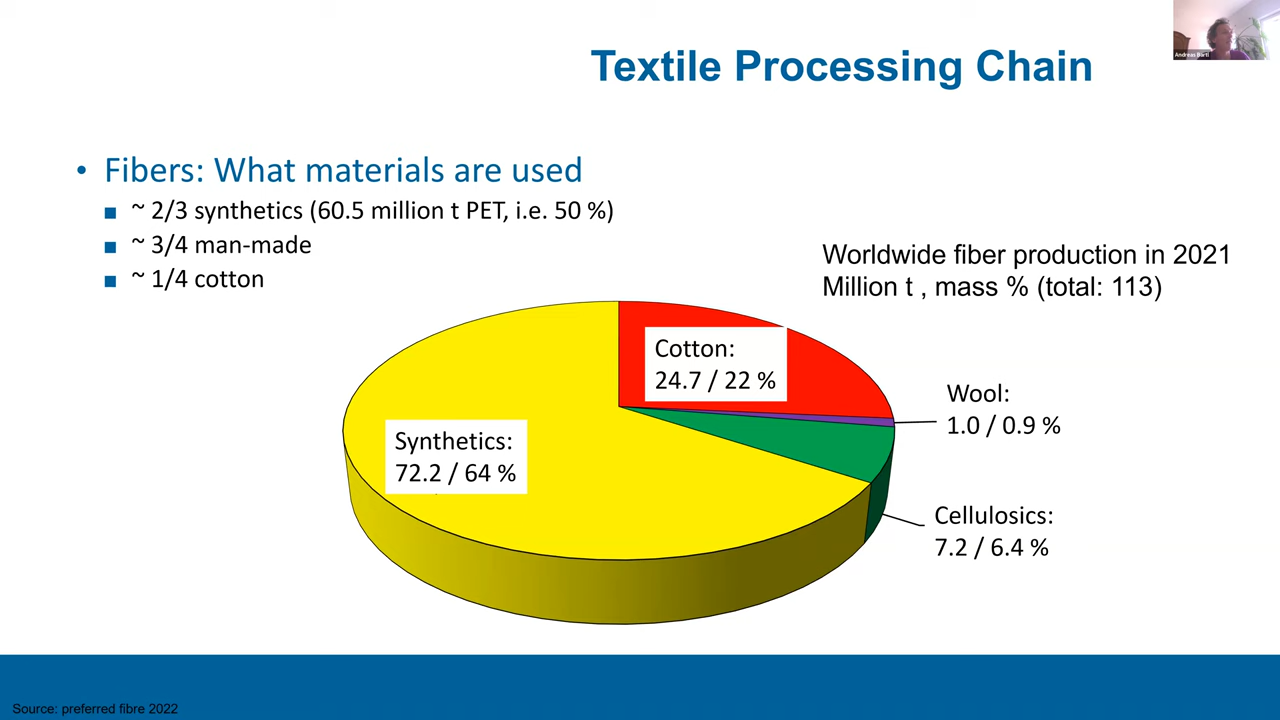 Textile Processing Chain
Andreas Bartl
• Fibers: What materials are used
■ ~ 2/3 synthetics (60.5 million t PET, i.e. 50 %)
■ ~ 3/4 man-made
■ ~ 1/4 cotton
Worldwide fiber production in 2021
Million t , mass % (total: 113)
Cotton:
24.7 / 22 %
Wool:
1.0 / 0.9 %
Synthetics:
72.2 / 64 %
Cellulosics:
7.2 / 6.4 %
Source: preferred fibre 2022